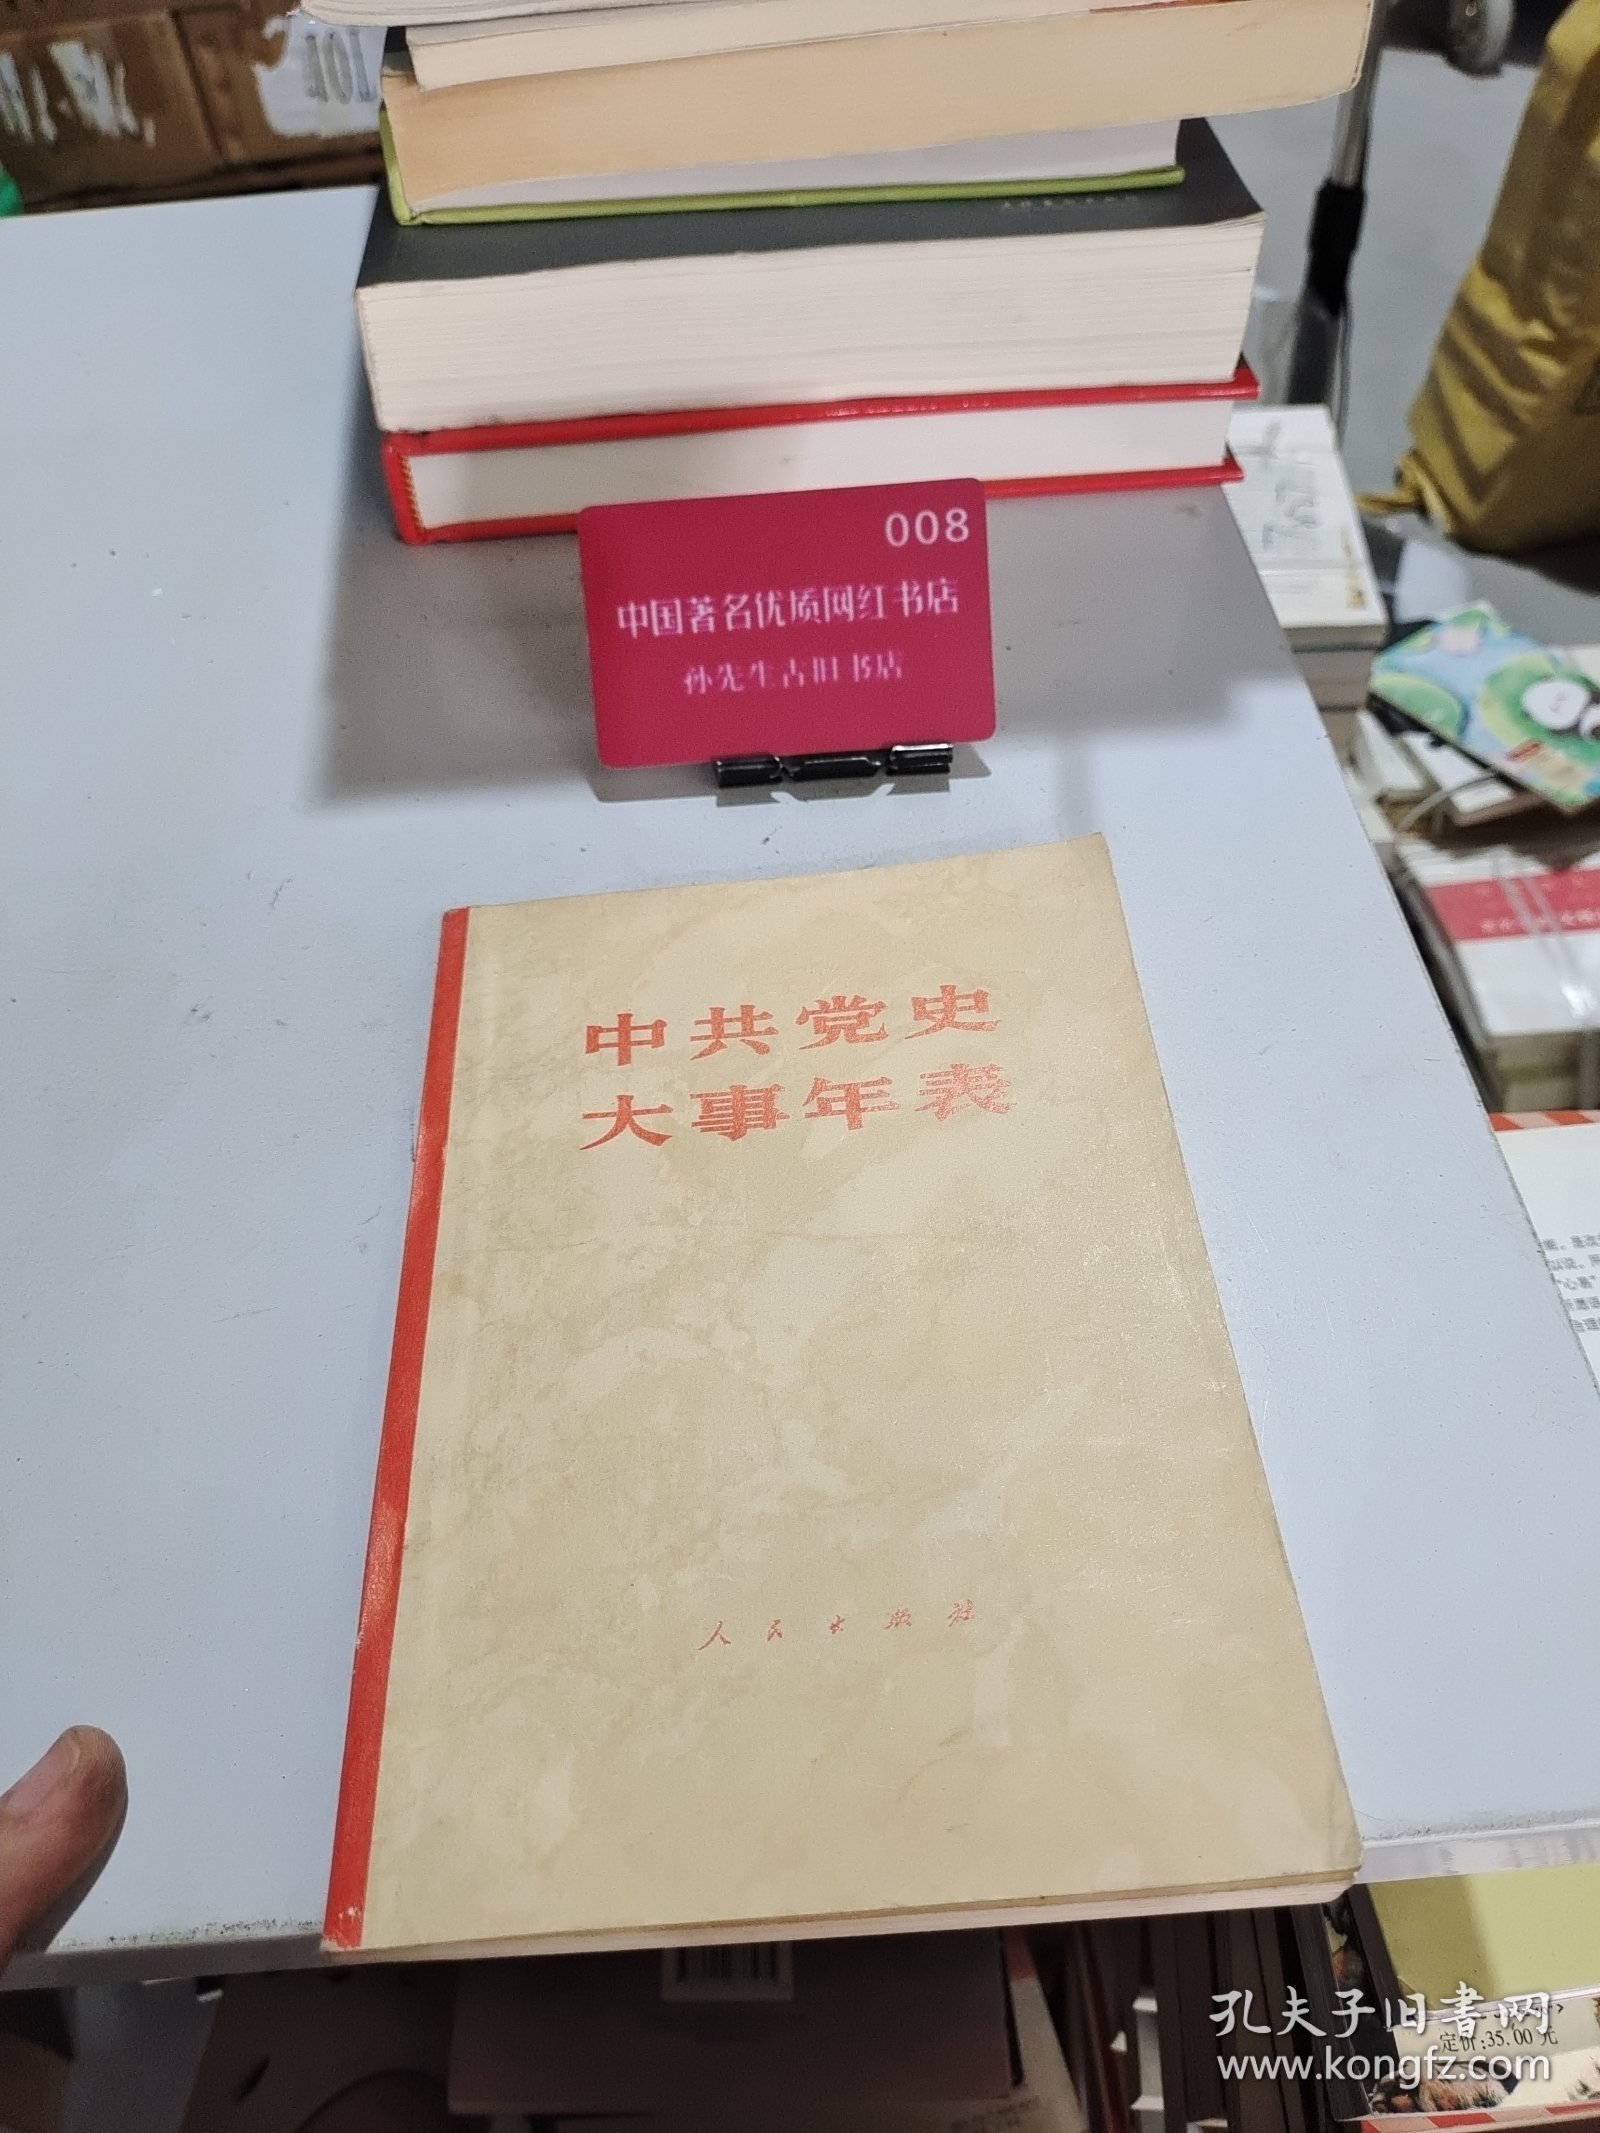 101
008
中国著名优质网红书店
孙先生古旧书店
中共党史
大事年表
人民出版社
定价:35.00元
孔夫子旧书网
www.kongfz.com